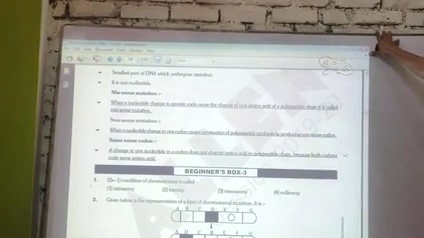 Smallest part of DNA which undergoes mutation.
It is one nucleotide.
Mis-sense mutation :-
When a nucleotide change in genetic code cause the change of one amino acid of a polypeptide chain it is called
mis-sense mutation.
Non-sense mutation :-
When a nucleotide change in one codon causes termination of polypeptide synthesis by producing non-sense codon.
Same sense codon :-
A change in one nucleotide in a codon does not change amino acid in polypeptide chain, because both codons
code same amino acid.
BEGINNER'S BOX-3
1. (2n-1) condition of chromosomes is called
(1) tetrasomy (2) trisomy (3) monosomy (4) nullisomy
2. Given below is the representation of a kind of chromosomal mutation. It is :-
A B C D E F G